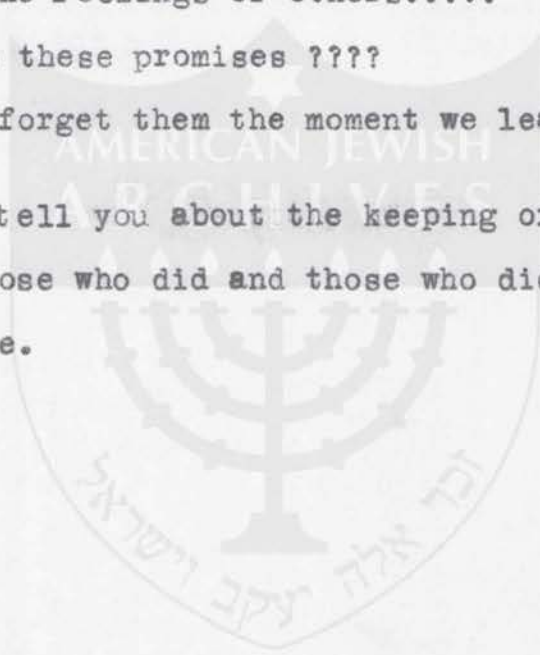 feelings of others.....
these promises ????
forget them the moment we lea
AMERICAN JEWISH
ARCHIVES
tell you about the keeping o
ose who did and those who di
e.
זכר אלה יעקב וישראל